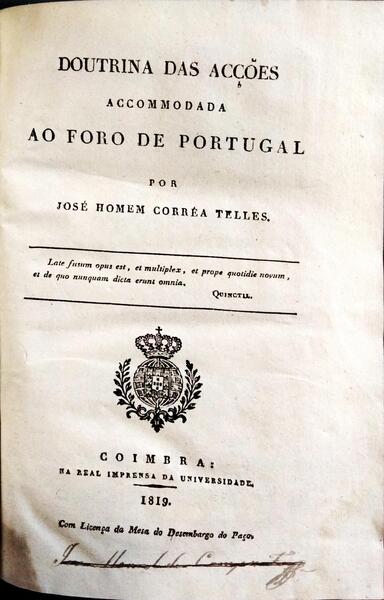 DOUTRINA DAS ACÇÕES
ACCOMMODADA
AO FORO DE PORTUGAL
POR
JOSÉ HOMEM CORRÊA TELLES.
Late fusum opus est, et multiplex, et prope quotidie novum,
et de quo nunquam dicta erunt omnia.
QUINCTIL.
COIMBRA:
NA REAL IMPRENSA DA UNIVERSIDADE,
1819.
Com Licença da Mesa do Desembargo do Paço,